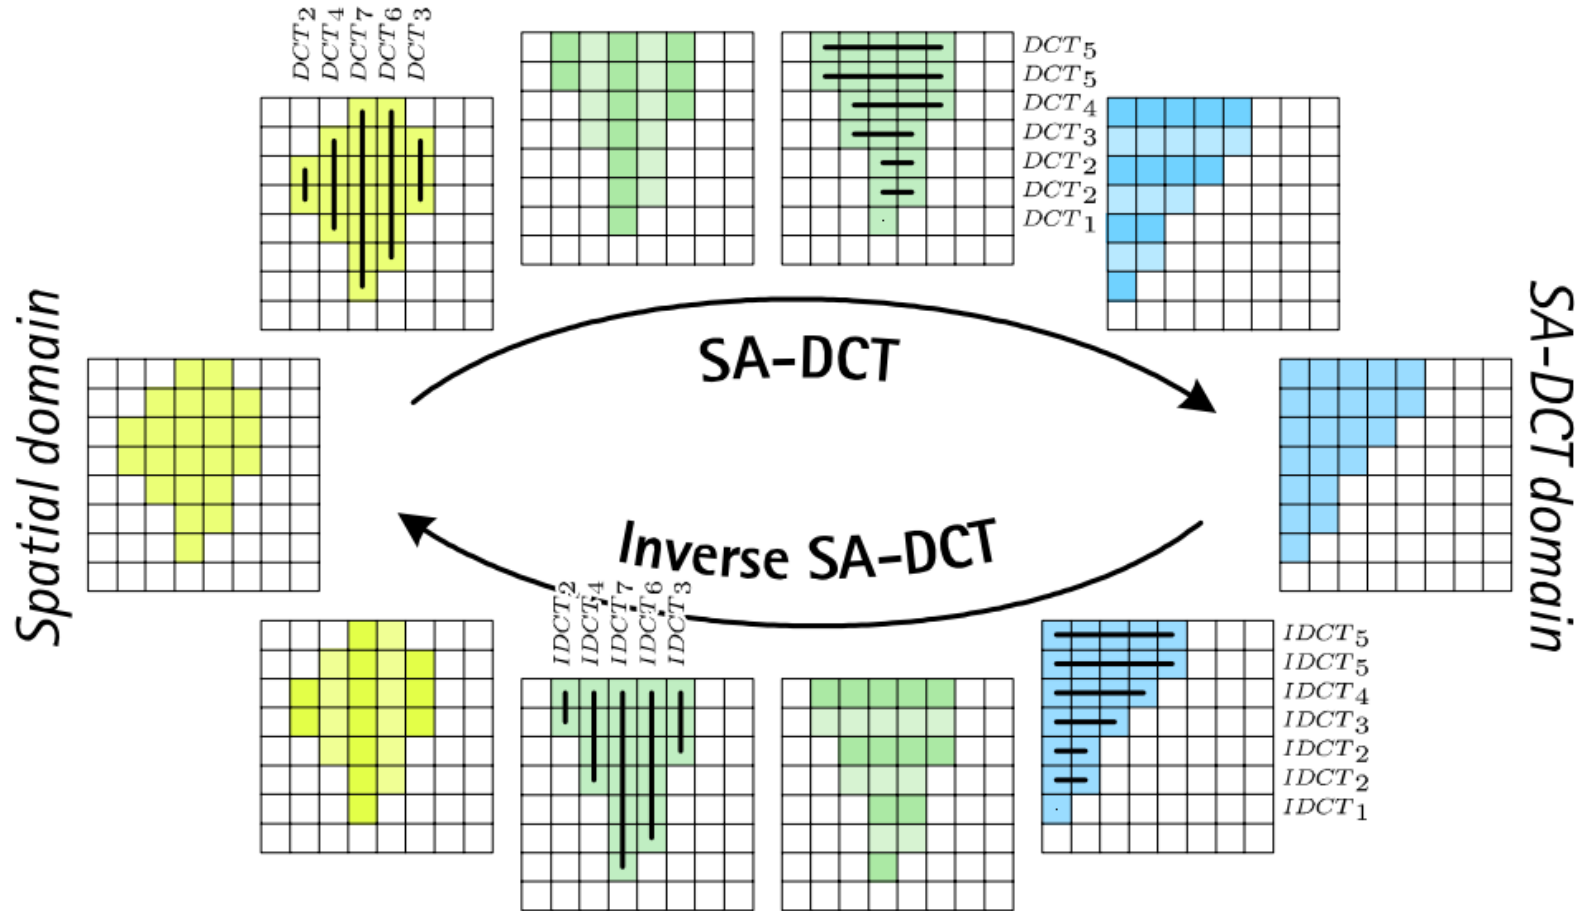 DCT2
DCT4
DCT7
DCT6
DCT3
DCT5
DCT5
DCT4
DCT3
DCT2
DCT2
DCT1
Spatial domain
SA-DCT
SA-DCT domain
Inverse SA-DCT
IDCT2
IDCT4
IDCT7
IDCT6
IDCT3
IDCT5
IDCT5
IDCT4
IDCT3
IDCT2
IDCT2
IDCT1